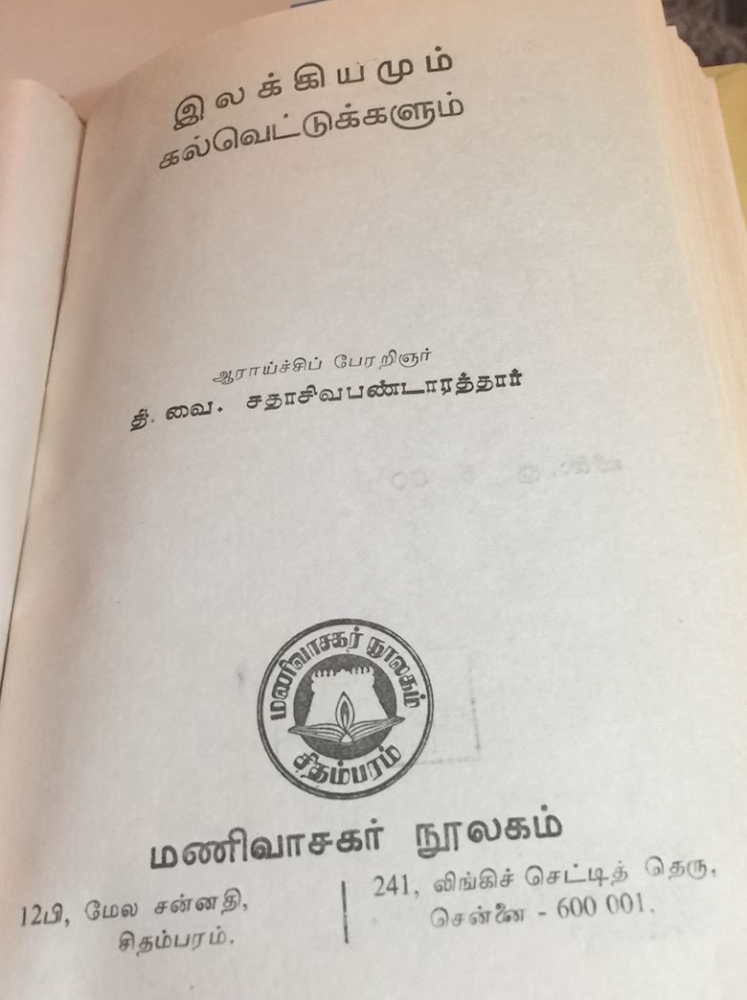 இலக்கியமும்
கல்வெட்டுக்களும்
ஆராய்ச்சிப் பேரறிஞர்
தி. வை. சதாசிவபண்டாரத்தார்
மணிவாசகர் நூலகம்
சிதம்பரம்
மணிவாசகர் நூலகம்
12பி, மேல சன்னதி,
சிதம்பரம்.
241, லிங்கிச் செட்டித் தெரு,
சென்னை - 600 001.